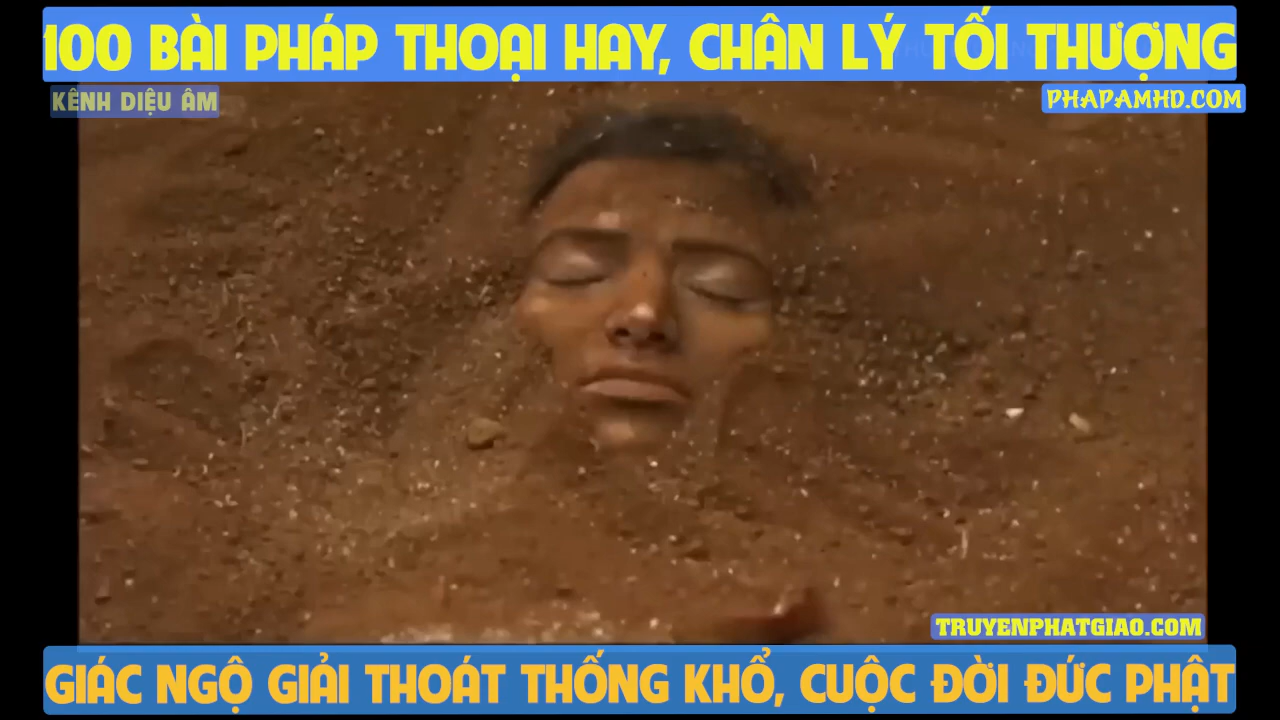 100 BÀI PHÁP THOẠI HAY, CHÂN LÝ TỐI THƯỢNG
KÊNH DIỆU ÂM
PHAPAMHD.COM
TRUYENPHATGIAO.COM
GIÁC NGỘ GIẢI THOÁT THỐNG KHỔ, CUỘC ĐỜI ĐỨC PHẬT